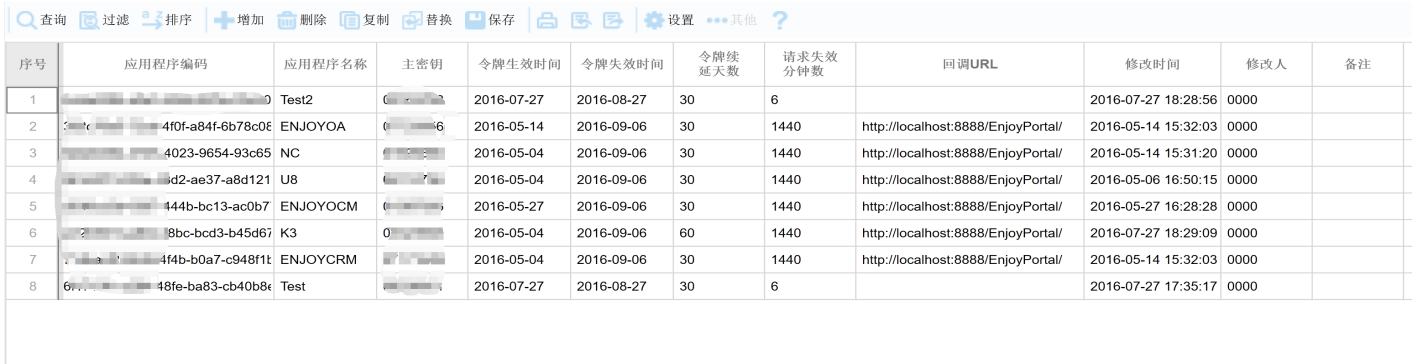 查询 过滤 排序 增加 删除 复制 替换 保存 设置 其他 ?
序号 应用程序编码 应用程序名称 主密钥 令牌生效时间 令牌失效时间 令牌续延天数 请求失效分钟数 回调URL 修改时间 修改人 备注
1 0 Test2 2016-07-27 2016-08-27 30 6 2016-07-27 18:28:56 0000
2 4f0f-a84f-6b78c08 ENJOYOA 2016-05-14 2016-09-06 30 1440 http://localhost:8888/EnjoyPortal/ 2016-05-14 15:32:03 0000
3 4023-9654-93c65 NC 2016-05-04 2016-09-06 30 1440 http://localhost:8888/EnjoyPortal/ 2016-05-14 15:31:20 0000
4 d2-ae37-a8d121 U8 2016-05-04 2016-09-06 30 1440 http://localhost:8888/EnjoyPortal/ 2016-05-06 16:50:15 0000
5 444b-bc13-ac0b7 ENJOYOCM 2016-05-27 2016-09-06 30 1440 http://localhost:8888/EnjoyPortal/ 2016-05-27 16:28:28 0000
6 8bc-bcd3-b45d67 K3 2016-05-04 2016-09-06 60 1440 http://localhost:8888/EnjoyPortal/ 2016-07-27 18:29:09 0000
7 4f4b-b0a7-c948f1 ENJOYCRM 2016-05-04 2016-09-06 30 1440 http://localhost:8888/EnjoyPortal/ 2016-05-14 15:32:03 0000
8 48fe-ba83-cb40b8 Test 2016-07-27 2016-08-27 30 6 2016-07-27 17:35:17 0000